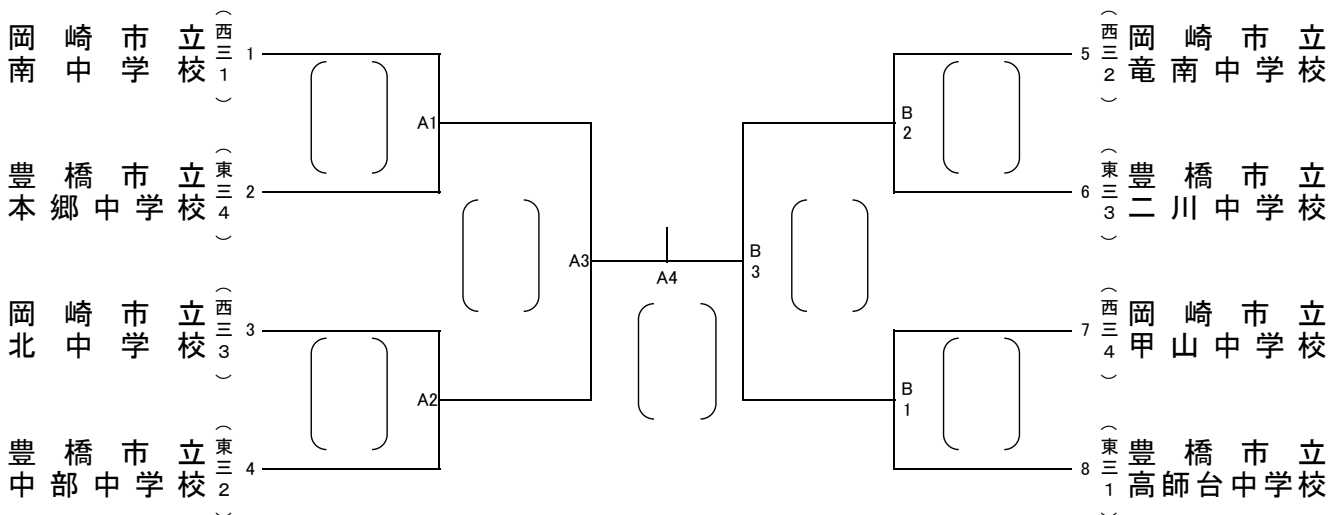 岡崎市立
南中学校
（西三1）
1
豊橋市立
本郷中学校
（東三4）
2
A1
岡崎市立
北中学校
（西三3）
3
豊橋市立
中部中学校
（東三2）
4
A2
A3
A4
B3
B2
5
（西三2）
岡崎市立
竜南中学校
6
（東三3）
豊橋市立
二川中学校
B1
7
（西三4）
岡崎市立
甲山中学校
8
（東三1）
豊橋市立
高師台中学校